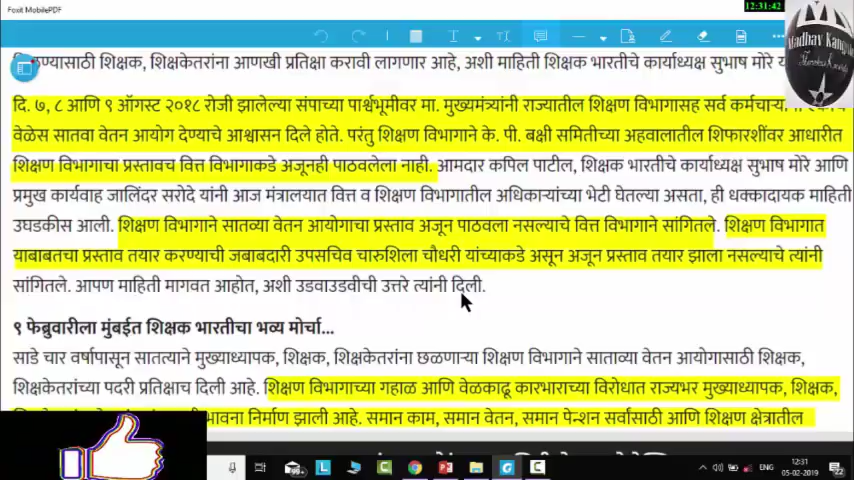 Foxit MobilePDF
12:31:42
Madhav
शिक्षक, शिक्षकेतरांना आणखी प्रतिक्षा करावी लागणार आहे, अशी माहिती शिक्षक भारतीचे कार्याध्यक्ष सुभाष मोरे
दि. ७, ८ आणि ९ ऑगस्ट २०१८ रोजी झालेल्या संपाच्या पार्श्वभूमीवर मा. मुख्यमंत्र्यांनी राज्यातील शिक्षण विभागासह सर्व
वेळेस सातवा वेतन आयोग देण्याचे आश्वासन दिले होते. परंतु शिक्षण विभागाने के. पी. बक्षी समितीच्या अहवालातील शिफारशींवर आधारीत
शिक्षण विभागाचा प्रस्तावच वित्त विभागाकडे अजूनही पाठवलेला नाही. आमदार कपिल पाटील, शिक्षक भारतीचे कार्याध्यक्ष सुभाष मोरे आणि
प्रमुख कार्यवाह जालिंदर सरोदे यांनी आज मंत्रालयात वित्त व शिक्षण विभागातील अधिकाऱ्यांच्या भेटी घेतल्या असता, ही धक्कादायक माहिती
उघडकीस आली. शिक्षण विभागाने सातव्या वेतन आयोगाचा प्रस्ताव अजून पाठवला नसल्याचे वित्त विभागाने सांगितले. शिक्षण विभागात
याबाबतचा प्रस्ताव तयार करण्याची जबाबदारी उपसचिव चारुशिला चौधरी यांच्याकडे असून अजून प्रस्ताव तयार झाला नसल्याचे त्यांनी
सांगितले. आपण माहिती मागवत आहोत, अशी उडवाउडवीची उत्तरे त्यांनी दिली.
९ फेब्रुवारीला मुंबईत शिक्षक भारतीचा भव्य मोर्चा...
साडे चार वर्षापासून सातत्याने मुख्याध्यापक, शिक्षक, शिक्षकेतरांना छळणाऱ्या शिक्षण विभागाने साताव्या वेतन आयोगासाठी शिक्षक,
शिक्षकेतरांच्या पदरी प्रतिक्षाच दिली आहे. शिक्षण विभागाच्या गहाळ आणि वेळकाढू कारभाराच्या विरोधात राज्यभर मुख्याध्यापक, शिक्षक,
भावना निर्माण झाली आहे. समान काम, समान वेतन, समान पेन्शन सर्वांसाठी आणि शिक्षण क्षेत्रातील
99+
ENG
12:31
05-02-2019
22